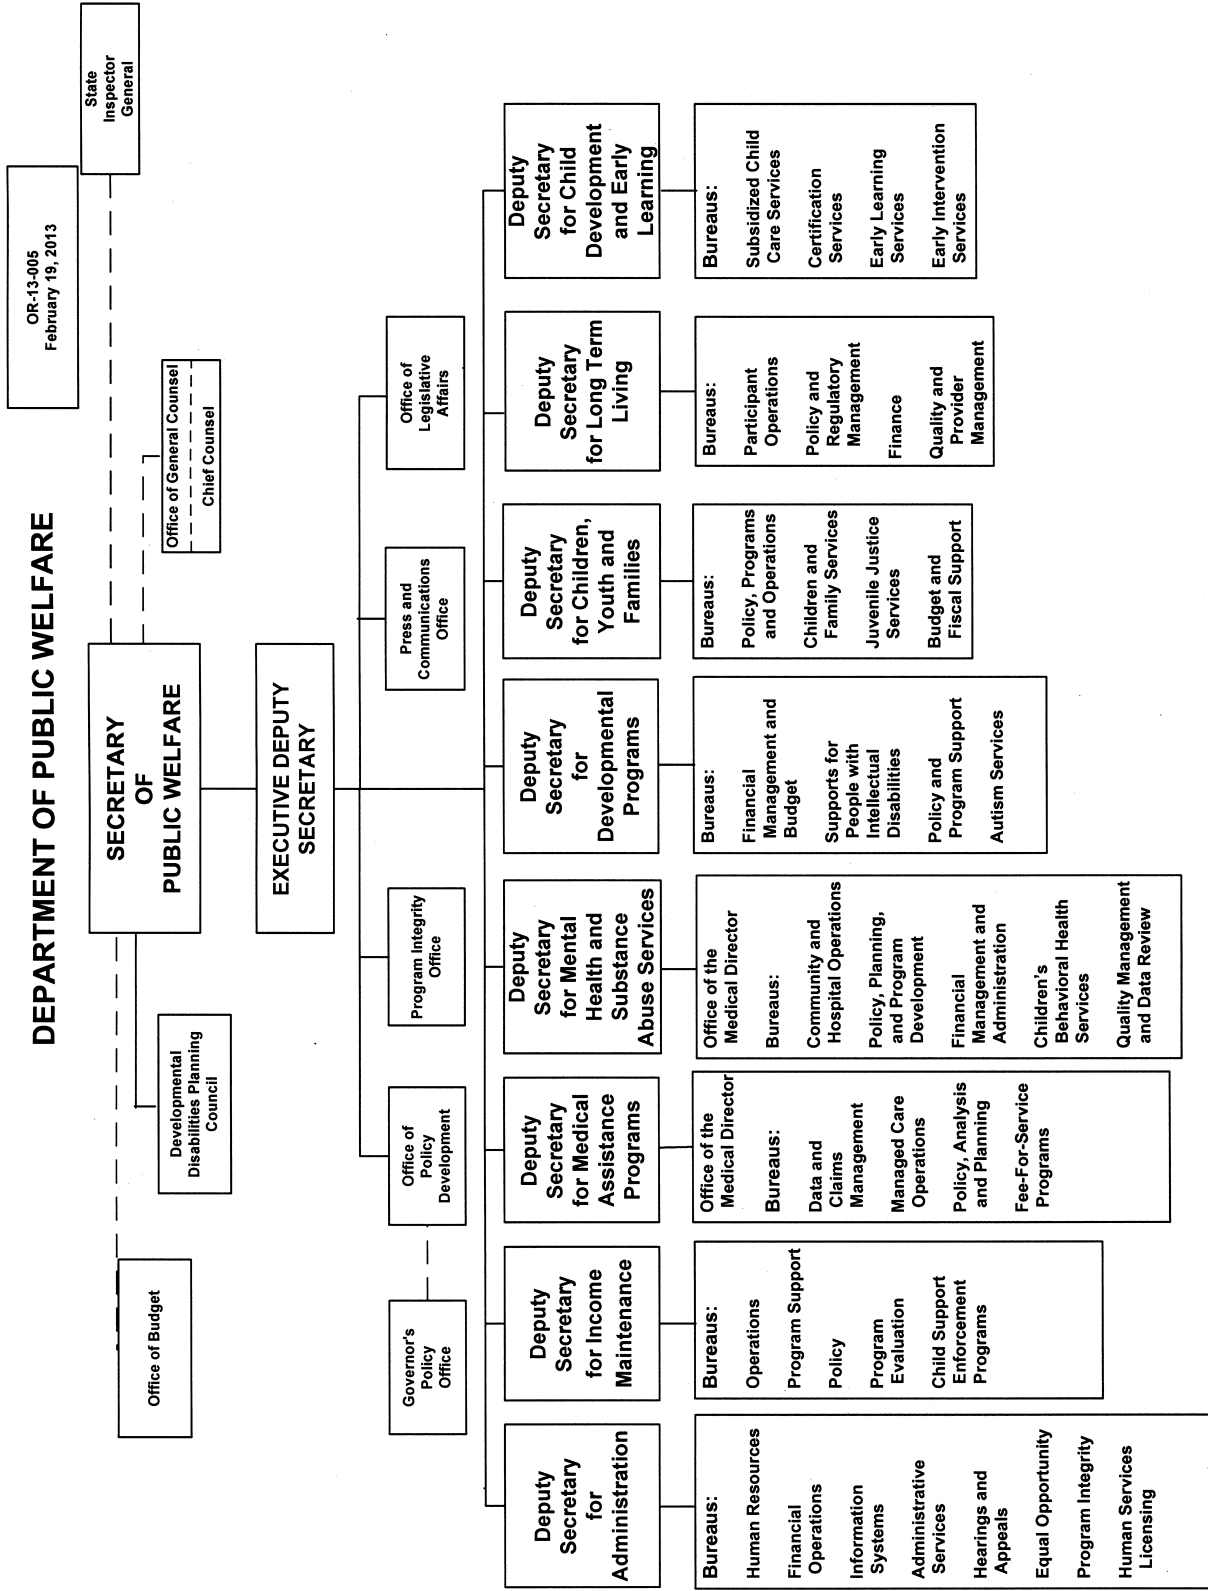 DEPARTMENT OF PUBLIC WELFARE
OR-13-005
February 19, 2013
State
Inspector
General
SECRETARY
OF
PUBLIC WELFARE
Office of General Counsel
Chief Counsel
Office of Budget
Developmental
Disabilities Planning
Council
EXECUTIVE DEPUTY
SECRETARY
Governor's
Policy
Office
Office of
Policy
Development
Program Integrity
Office
Press and
Communications
Office
Office of
Legislative
Affairs
Deputy
Secretary
for
Administration
Bureaus:
Human Resources
Financial
Operations
Information
Systems
Administrative
Services
Hearings and
Appeals
Equal Opportunity
Program Integrity
Human Services
Licensing
Deputy
Secretary
for Income
Maintenance
Bureaus:
Operations
Program Support
Policy
Program
Evaluation
Child Support
Enforcement
Programs
Deputy
Secretary
for Medical
Assistance
Programs
Office of the
Medical Director
Bureaus:
Data and
Claims
Management
Managed Care
Operations
Policy, Analysis
and Planning
Fee-For-Service
Programs
Deputy
Secretary
for Mental
Health and
Substance
Abuse Services
Office of the
Medical Director
Bureaus:
Community and
Hospital Operations
Policy, Planning,
and Program
Development
Financial
Management and
Administration
Children's
Behavioral Health
Services
Quality Management
and Data Review
Deputy
Secretary
for
Developmental
Programs
Bureaus:
Financial
Management and
Budget
Supports for
People with
Intellectual
Disabilities
Policy and
Program Support
Autism Services
Deputy
Secretary
for Children,
Youth and
Families
Bureaus:
Policy, Programs
and Operations
Children and
Family Services
Juvenile Justice
Services
Budget and
Fiscal Support
Deputy
Secretary
for Long Term
Living
Bureaus:
Participant
Operations
Policy and
Regulatory
Management
Finance
Quality and
Provider
Management
Deputy
Secretary
for Child
Development
and Early
Learning
Bureaus:
Subsidized Child
Care Services
Certification
Services
Early Learning
Services
Early Intervention
Services